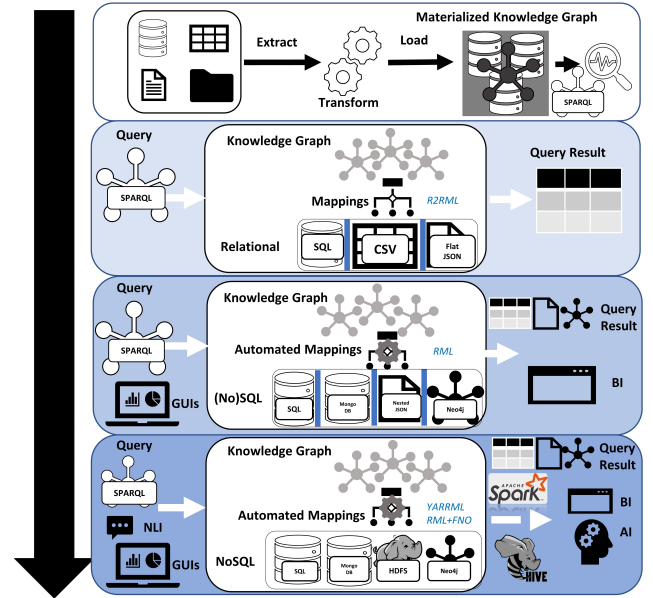 Materialized Knowledge Graph
Extract
Load
Transform
SPARQL
Query
SPARQL
Knowledge Graph
Mappings
R2RML
Relational
SQL
CSV
Flat
JSON
Query Result
Query
SPARQL
GUIs
Knowledge Graph
Automated Mappings
RML
(No)SQL
SQL
Mongo
DB
Nested
JSON
Neo4j
Query
Result
BI
Query
SPARQL
NLI
GUIs
Knowledge Graph
Automated Mappings
YARRML
RML+FNO
NoSQL
SQL
Mongo
DB
HDFS
Neo4j
Query
Result
APACHE
Spark
HIVE
BI
AI